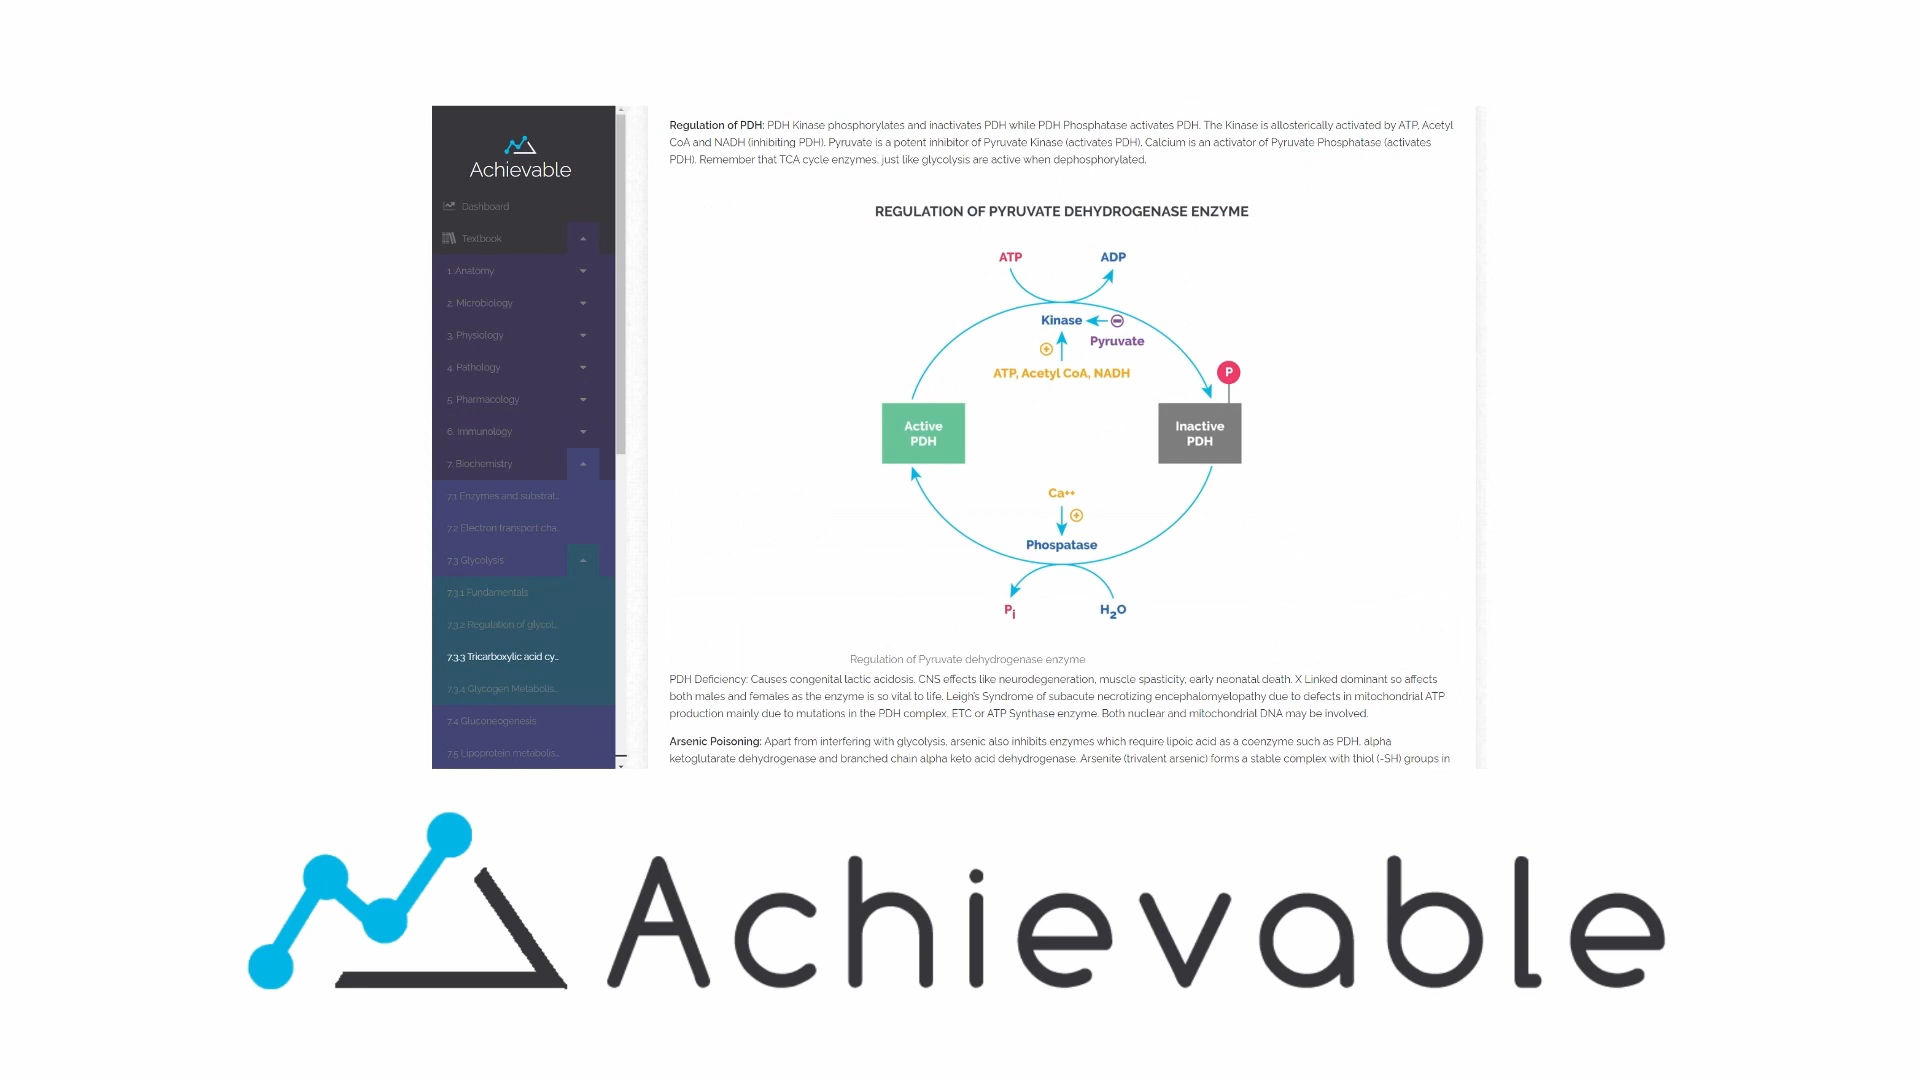 Achievable
Dashboard
Textbook
1. Anatomy
2. Microbiology
3. Physiology
4. Pathology
5. Pharmacology
6. Immunology
7. Biochemistry
7.1 Enzymes and substrat...
7.2 Electron transport cha...
7.3 Glycolysis
7.3.1 Fundamentals
7.3.2 Regulation of glycol...
7.3.3 Tricarboxylic acid cy...
7.3.4 Glycogen Metabolis...
7.4 Gluconeogenesis
7.5 Lipoprotein metabolis...
Regulation of PDH: PDH Kinase phosphorylates and inactivates PDH while PDH Phosphatase activates PDH. The Kinase is allosterically activated by ATP, Acetyl
CoA and NADH (inhibiting PDH). Pyruvate is a potent inhibitor of Pyruvate Kinase (activates PDH). Calcium is an activator of Pyruvate Phosphatase (activates
PDH). Remember that TCA cycle enzymes, just like glycolysis are active when dephosphorylated.
REGULATION OF PYRUVATE DEHYDROGENASE ENZYME
ATP
ADP
Kinase
Pyruvate
ATP, Acetyl CoA, NADH
P
Active
PDH
Inactive
PDH
Ca++
Phospatase
Pi
H2O
Regulation of Pyruvate dehydrogenase enzyme
PDH Deficiency: Causes congenital lactic acidosis. CNS effects like neurodegeneration, muscle spasticity, early neonatal death. X Linked dominant so affects
both males and females as the enzyme is so vital to life. Leigh's Syndrome of subacute necrotizing encephalomyelopathy due to defects in mitochondrial ATP
production mainly due to mutations in the PDH complex, ETC or ATP Synthase enzyme. Both nuclear and mitochondrial DNA may be involved.
Arsenic Poisoning: Apart from interfering with glycolysis, arsenic also inhibits enzymes which require lipoic acid as a coenzyme such as PDH, alpha
ketoglutarate dehydrogenase and branched chain alpha keto acid dehydrogenase. Arsenite (trivalent arsenic) forms a stable complex with thiol (-SH) groups in
Achievable